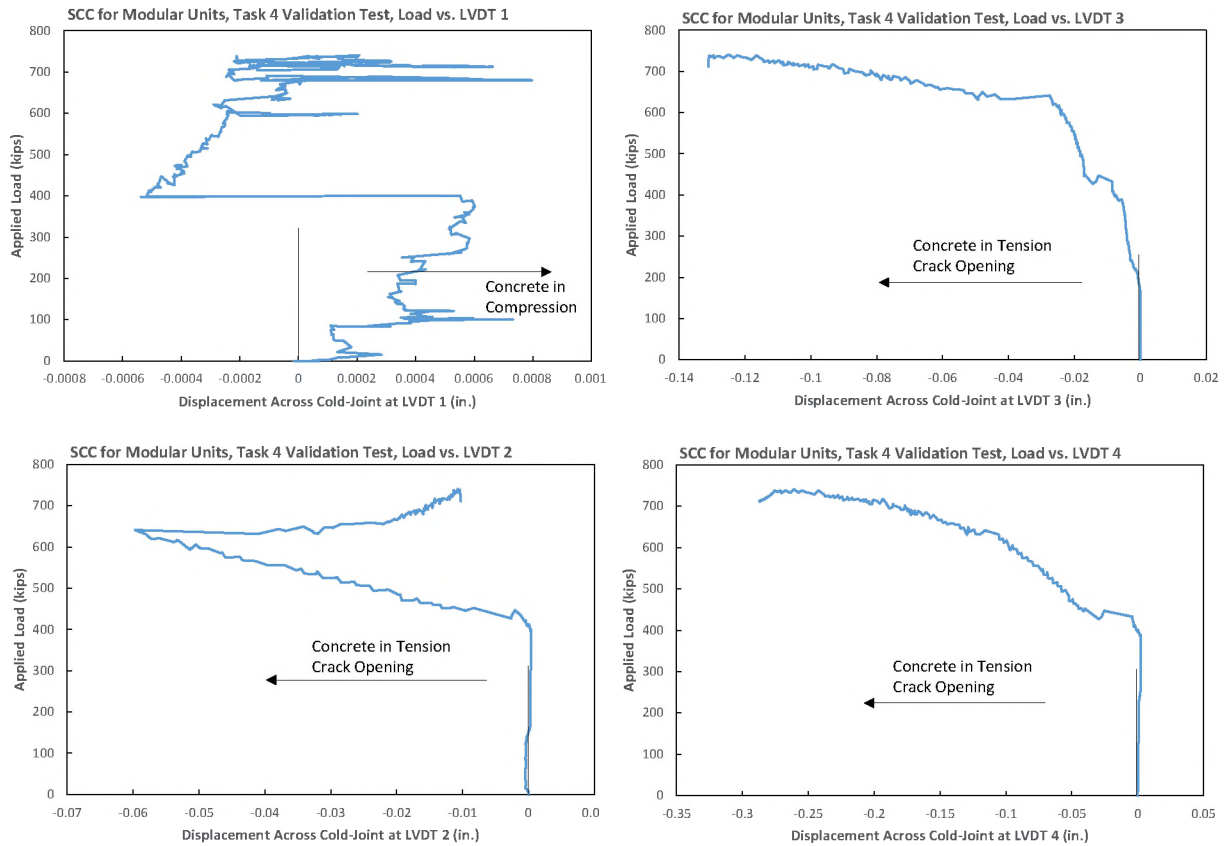 SCC for Modular Units, Task 4 Validation Test, Load vs. LVDT 1
800
700
600
500
400
300
200
100
0
Applied Load (kips)
Concrete in
Compression
-0.0008 -0.0006 -0.0004 -0.0002 0 0.0002 0.0004 0.0006 0.0008 0.001
Displacement Across Cold-Joint at LVDT 1 (in.)
SCC for Modular Units, Task 4 Validation Test, Load vs. LVDT 3
800
700
600
500
400
300
200
100
0
Applied Load (kips)
Concrete in Tension
Crack Opening
-0.14 -0.12 -0.1 -0.08 -0.06 -0.04 -0.02 0 0.02
Displacement Across Cold-Joint at LVDT 3 (in.)
SCC for Modular Units, Task 4 Validation Test, Load vs. LVDT 2
800
700
600
500
400
300
200
100
0
Applied Load (kips)
Concrete in Tension
Crack Opening
-0.07 -0.06 -0.05 -0.04 -0.03 -0.02 -0.01 0 0.0
Displacement Across Cold-Joint at LVDT 2 (in.)
SCC for Modular Units, Task 4 Validation Test, Load vs. LVDT 4
800
700
600
500
400
300
200
100
0
Applied Load (kips)
Concrete in Tension
Crack Opening
-0.35 -0.3 -0.25 -0.2 -0.15 -0.1 -0.05 0 0.05
Displacement Across Cold-Joint at LVDT 4 (in.)